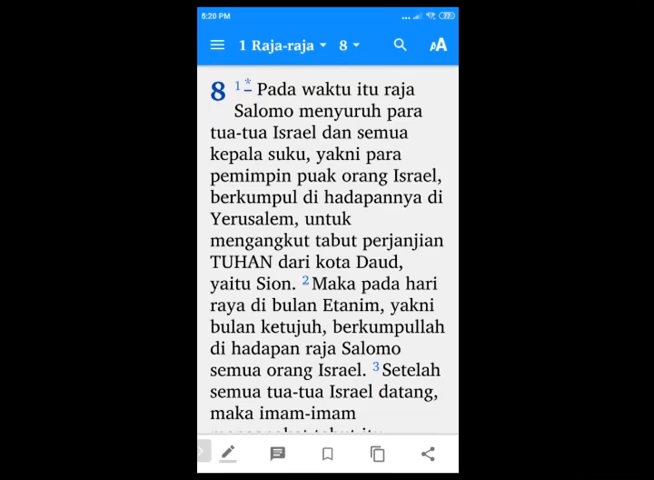 8:20 PM
1 Raja-raja 8 AA
8 1 * Pada waktu itu raja
Salomo menyuruh para
tua-tua Israel dan semua
kepala suku, yakni para
pemimpin puak orang Israel,
berkumpul di hadapannya di
Yerusalem, untuk
mengangkut tabut perjanjian
TUHAN dari kota Daud,
yaitu Sion. 2 Maka pada hari
raya di bulan Etanim, yakni
bulan ketujuh, berkumpullah
di hadapan raja Salomo
semua orang Israel. 3 Setelah
semua tua-tua Israel datang,
maka imam-imam